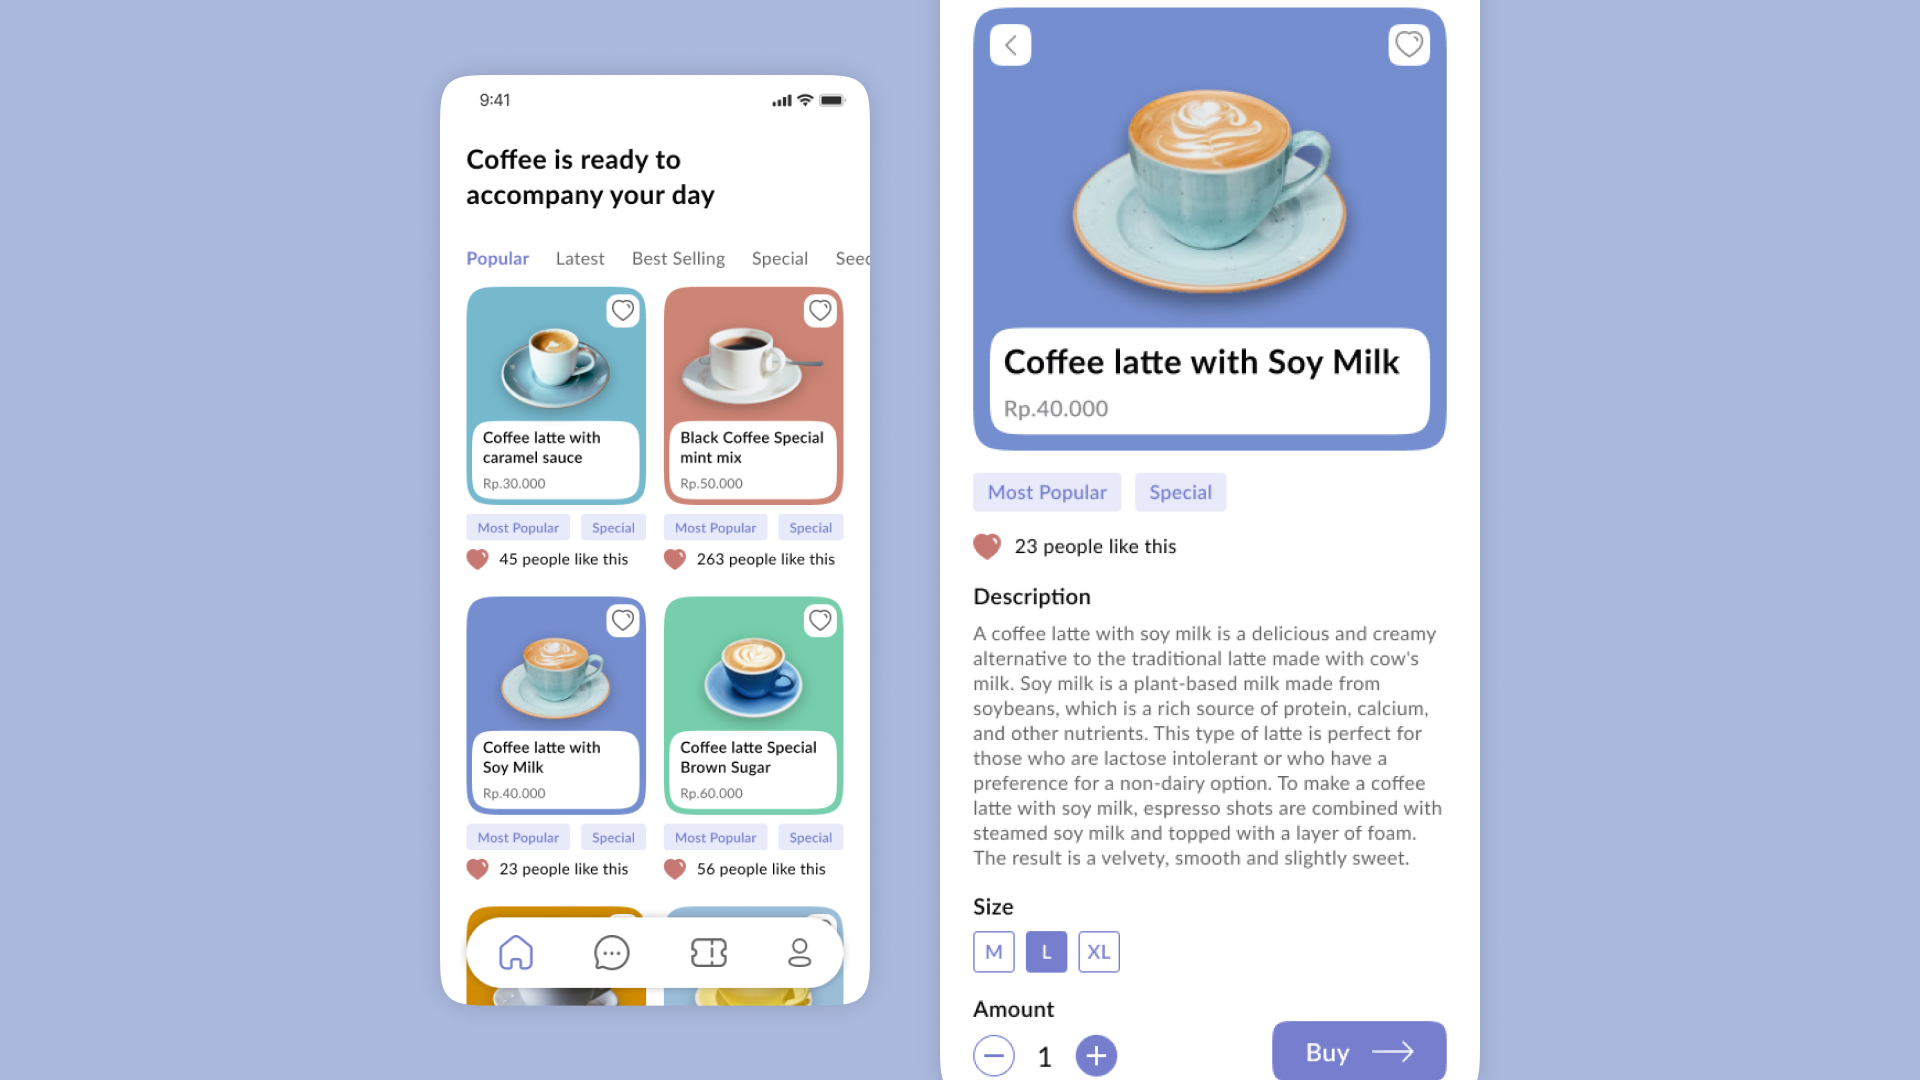 9:41
Coffee is ready to
accompany your day
Popular Latest Best Selling Special
Coffee latte with
caramel sauce
Rp.30.000
Most Popular Special
45 people like this
Black Coffee Special
mint mix
Rp.50.000
Most Popular Special
263 people like this
Coffee latte with
Soy Milk
Rp.40.000
Most Popular Special
23 people like this
Coffee latte Special
Brown Sugar
Rp.60.000
Most Popular Special
56 people like this
Coffee latte with Soy Milk
Rp.40.000
Most Popular Special
23 people like this
Description
A coffee latte with soy milk is a delicious and creamy
alternative to the traditional latte made with cow's
milk. Soy milk is a plant-based milk made from
soybeans, which is a rich source of protein, calcium,
and other nutrients. This type of latte is perfect for
those who are lactose intolerant or who have a
preference for a non-dairy option. To make a coffee
latte with soy milk, espresso shots are combined with
steamed soy milk and topped with a layer of foam.
The result is a velvety, smooth and slightly sweet.
Size
M L XL
Amount
1
Buy